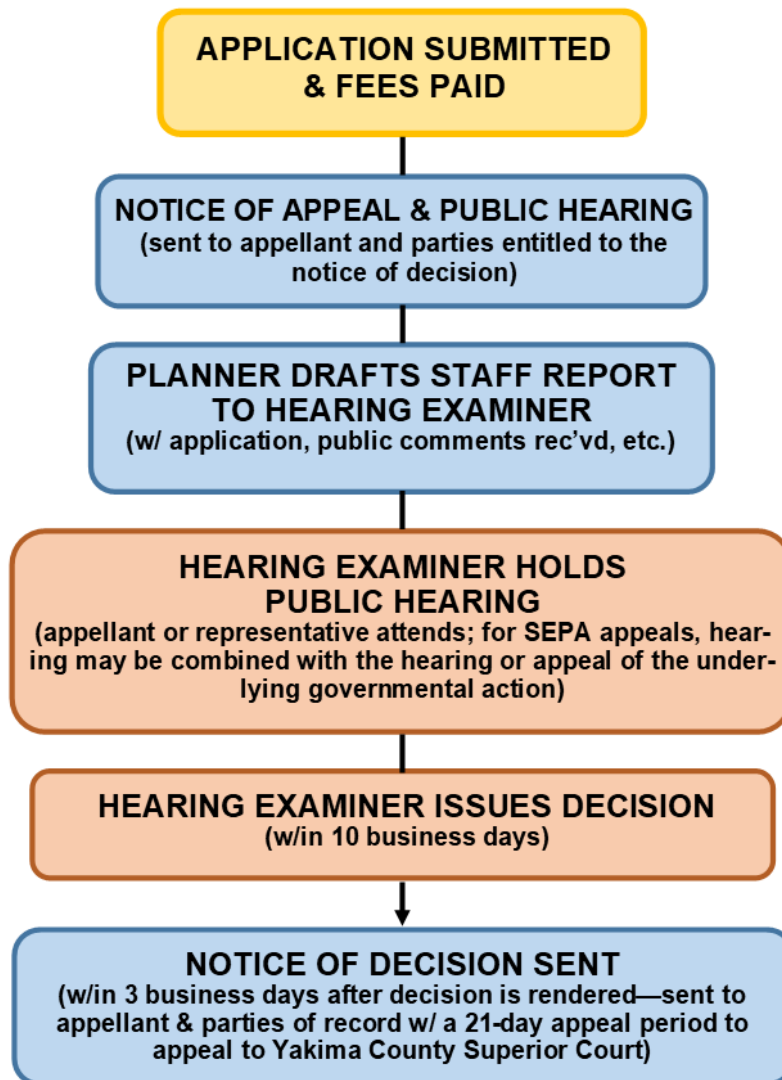 APPLICATION SUBMITTED
& FEES PAID
NOTICE OF APPEAL & PUBLIC HEARING
(sent to appellant and parties entitled to the
notice of decision)
PLANNER DRAFTS STAFF REPORT
TO HEARING EXAMINER
(w/ application, public comments rec’vd, etc.)
HEARING EXAMINER HOLDS
PUBLIC HEARING
(appellant or representative attends; for SEPA appeals, hear-
ing may be combined with the hearing or appeal of the under-
lying governmental action)
HEARING EXAMINER ISSUES DECISION
(w/in 10 business days)
NOTICE OF DECISION SENT
(w/in 3 business days after decision is rendered—sent to
appellant & parties of record w/ a 21-day appeal period to
appeal to Yakima County Superior Court)